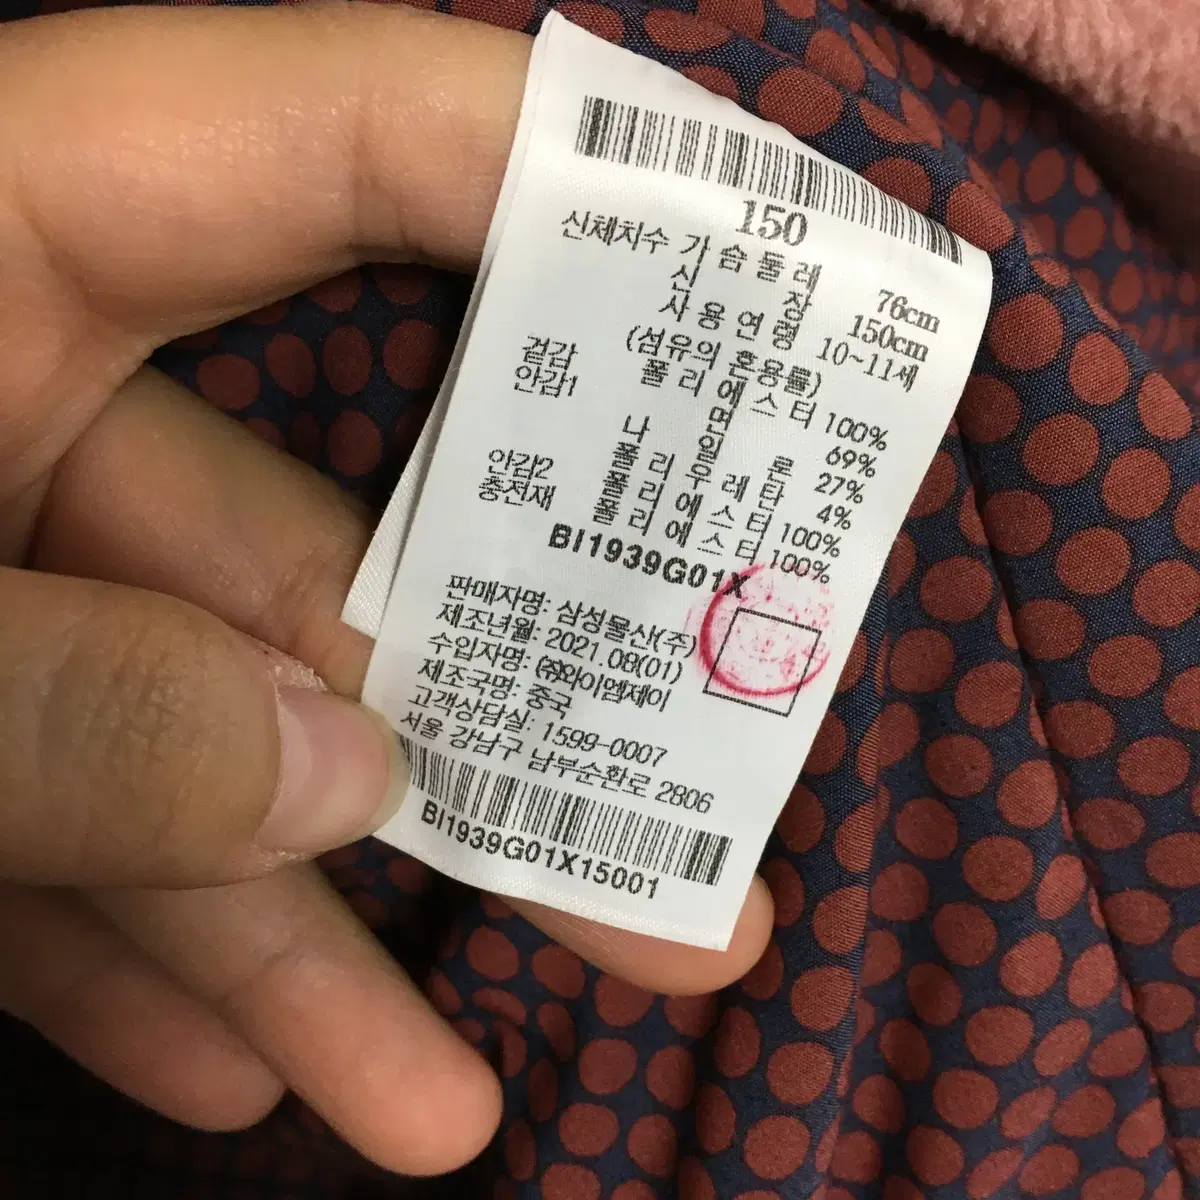 150
신체치수 가슴둘레 76cm
신장 150cm
사용연령 10~11세
(섬유의 혼용률)
겉감 폴리에스터 100%
안감1 면 69%
나일론 27%
폴리우레탄 4%
안감2 폴리에스터 100%
충전재 폴리에스터 100%
BI1939G01X
판매자명: 삼성물산(주)
제조년월: 2021.08(01)
수입자명: ㈜와이엠제이
제조국명: 중국
고객상담실: 1599-0007
서울 강남구 남부순환로 2806
BI1939G01X15001